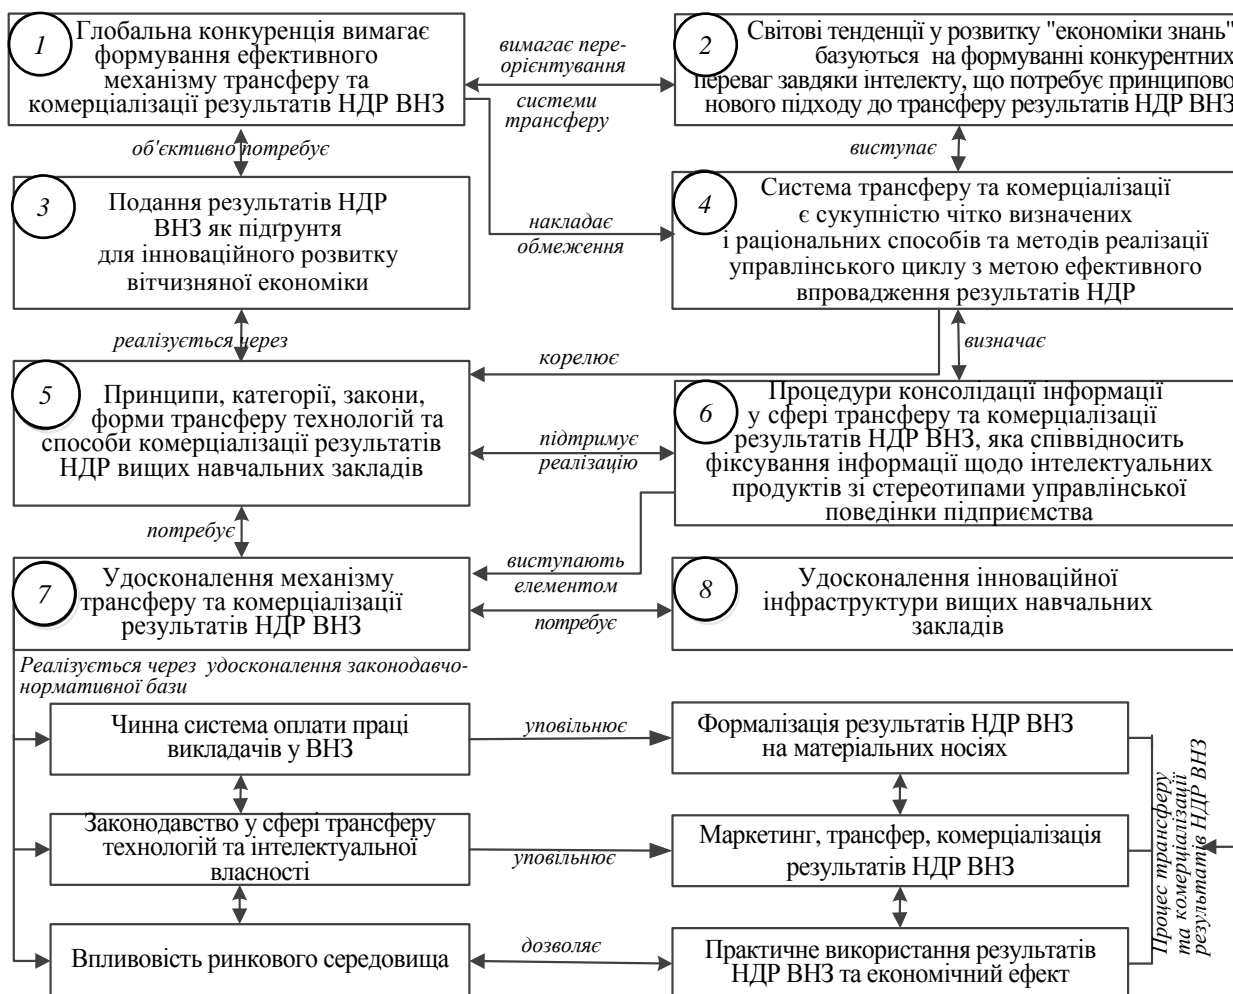 1
Глобальна конкуренція вимагає
формування ефективного
механізму трансферу та
комерціалізації результатів НДР ВНЗ
вимагає пере-
орієнтування
системи
трансферу
2
Світові тенденції у розвитку "економіки знань"
базуються на формуванні конкурентних
переваг завдяки інтелекту, що потребує принципово
нового підходу до трансферу результатів НДР ВНЗ
об'єктивно потребує
виступає
3
Подання результатів НДР
ВНЗ як підґрунтя
для інноваційного розвитку
вітчизняної економіки
накладає
обмеження
4
Система трансферу та комерціалізації
є сукупністю чітко визначених
і раціональних способів та методів реалізації
управлінського циклу з метою ефективного
впровадження результатів НДР
реалізується через
корелює
визначає
5
Принципи, категорії, закони,
форми трансферу технологій та
способи комерціалізації результатів
НДР вищих навчальних закладів
підтримує
реалізацію
6
Процедури консолідації інформації
у сфері трансферу та комерціалізації
результатів НДР ВНЗ, яка співвідносить
фіксування інформації щодо інтелектуальних
продуктів зі стереотипами управлінської
поведінки підприємства
потребує
виступають
елементом
7
Удосконалення механізму
трансферу та комерціалізації
результатів НДР ВНЗ
потребує
8
Удосконалення інноваційної
інфраструктури вищих навчальних
закладів
Реалізується через удосконалення законодавчо-
нормативної бази
Чинна система оплати праці
викладачів у ВНЗ
уповільнює
Формалізація результатів НДР ВНЗ
на матеріальних носіях
Законодавство у сфері трансферу
технологій та інтелектуальної
власності
уповільнює
Маркетинг, трансфер, комерціалізація
результатів НДР ВНЗ
Впливовість ринкового середовища
дозволяє
Практичне використання результатів
НДР ВНЗ та економічний ефект
Процес трансферу
та комерціалізації
результатів НДР ВНЗ